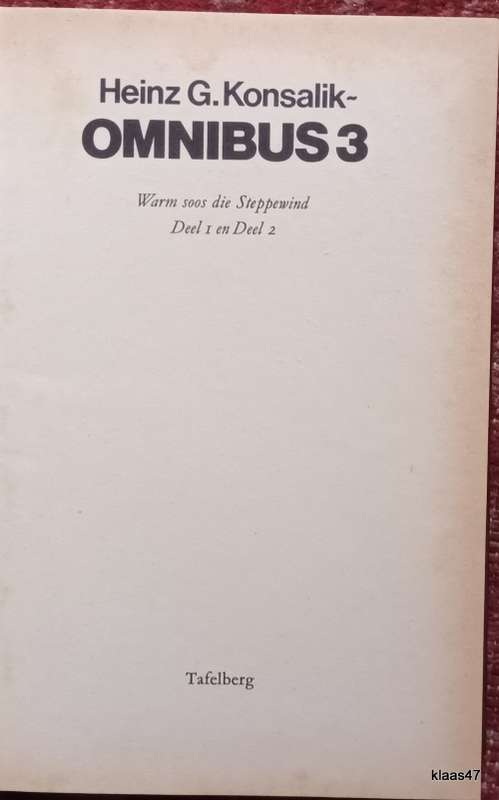 Heinz G. Konsalik-
OMNIBUS 3
Warm soos die Steppewind
Deel 1 en Deel 2
Tafelberg
klaas47